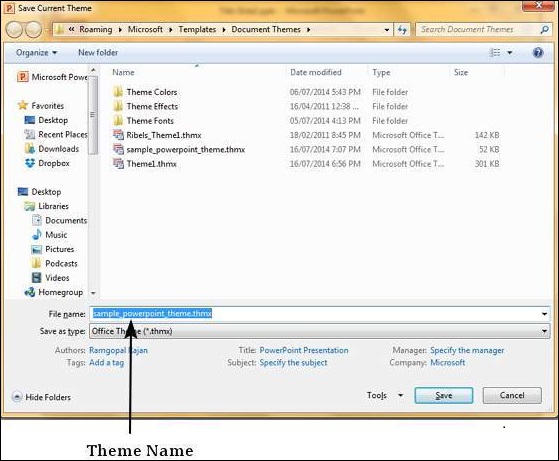 Save Current Theme
« Roaming ▸ Microsoft ▸ Templates ▸ Document Themes ▸
Search Document Themes
Organize ▾ New folder
Microsoft Powe
Favorites
Desktop
Recent Places
Downloads
Dropbox
Desktop
Libraries
Documents
Music
Pictures
Podcasts
Videos
Homegroup
Name Date modified Type Size
Theme Colors 06/07/2014 5:43 PM File folder
Theme Effects 16/04/2011 12:38 ... File folder
Theme Fonts 05/07/2014 4:13 PM File folder
Ribels_Theme1.thmx 18/02/2011 8:45 PM Microsoft Office T... 142 KB
sample_powerpoint_theme.thmx 16/07/2014 7:07 PM Microsoft Office T... 52 KB
Theme1.thmx 16/07/2014 6:56 PM Microsoft Office T... 301 KB
File name: sample_powerpoint_theme.thmx
Save as type: Office Theme (*.thmx)
Authors: Ramgopal Rajan Title: PowerPoint Presentation Manager: Specify the manager
Tags: Add a tag Subject: Specify the subject Company: Microsoft
Hide Folders Tools ▾ Save Cancel
Theme Name